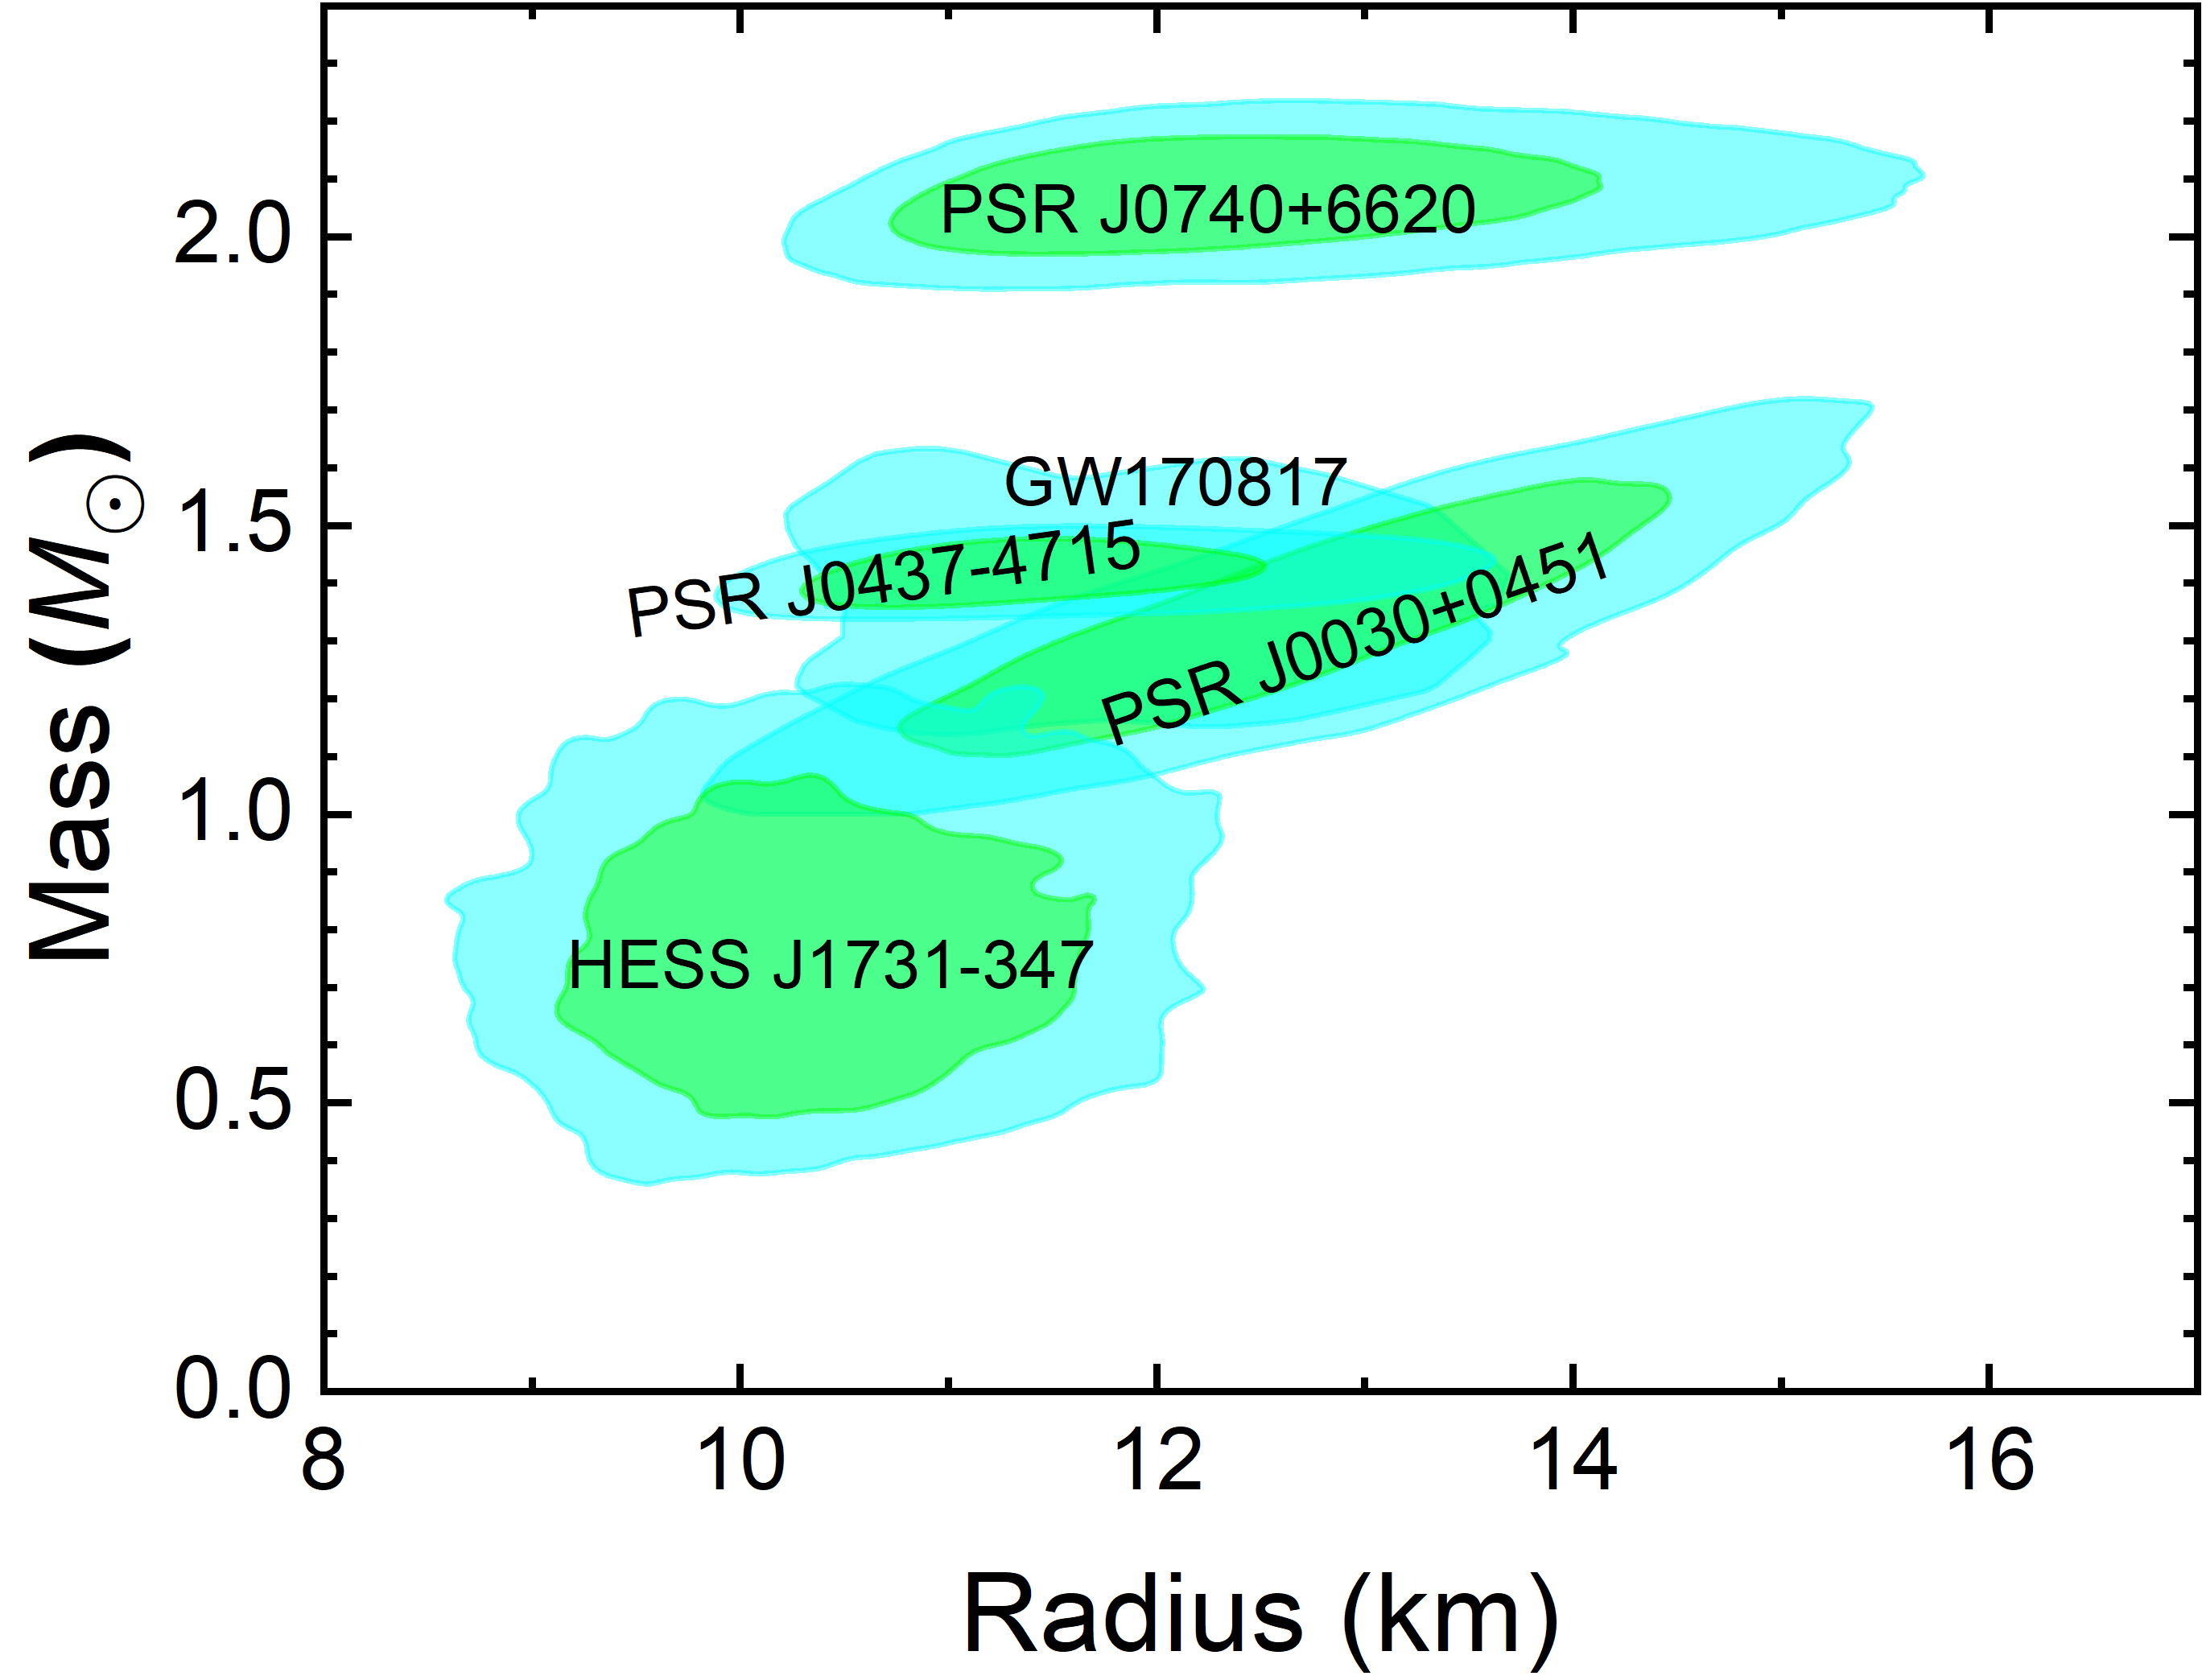 2.0
1.5
1.0
0.5
0.0
Mass (M☉)
PSR J0740+6620
GW170817
PSR J0437-4715
PSR J0030+0451
HESS J1731-347
8 10 12 14 16
Radius (km)